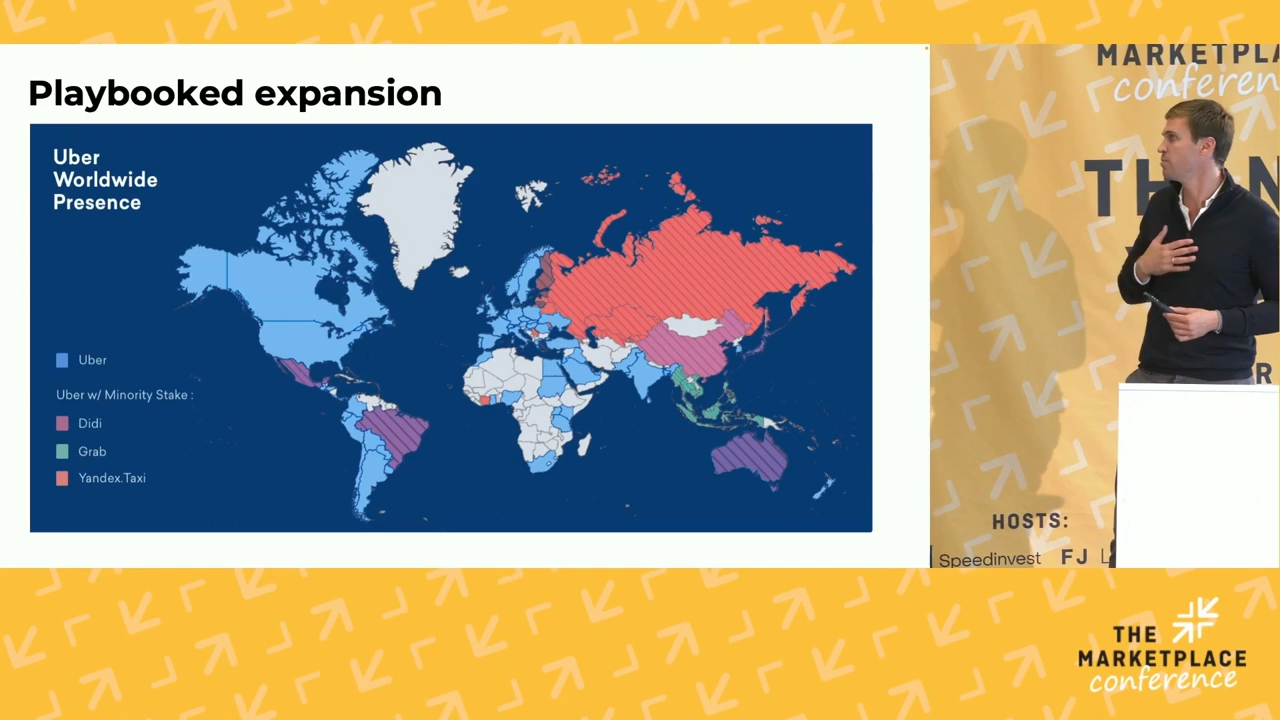 Playbooked expansion
Uber
Worldwide
Presence
Uber
Uber w/ Minority Stake :
Didi
Grab
Yandex.Taxi
MARKETPLA
conferen
HOSTS:
Speedinvest FJ L
THE
MARKETPLACE
conference